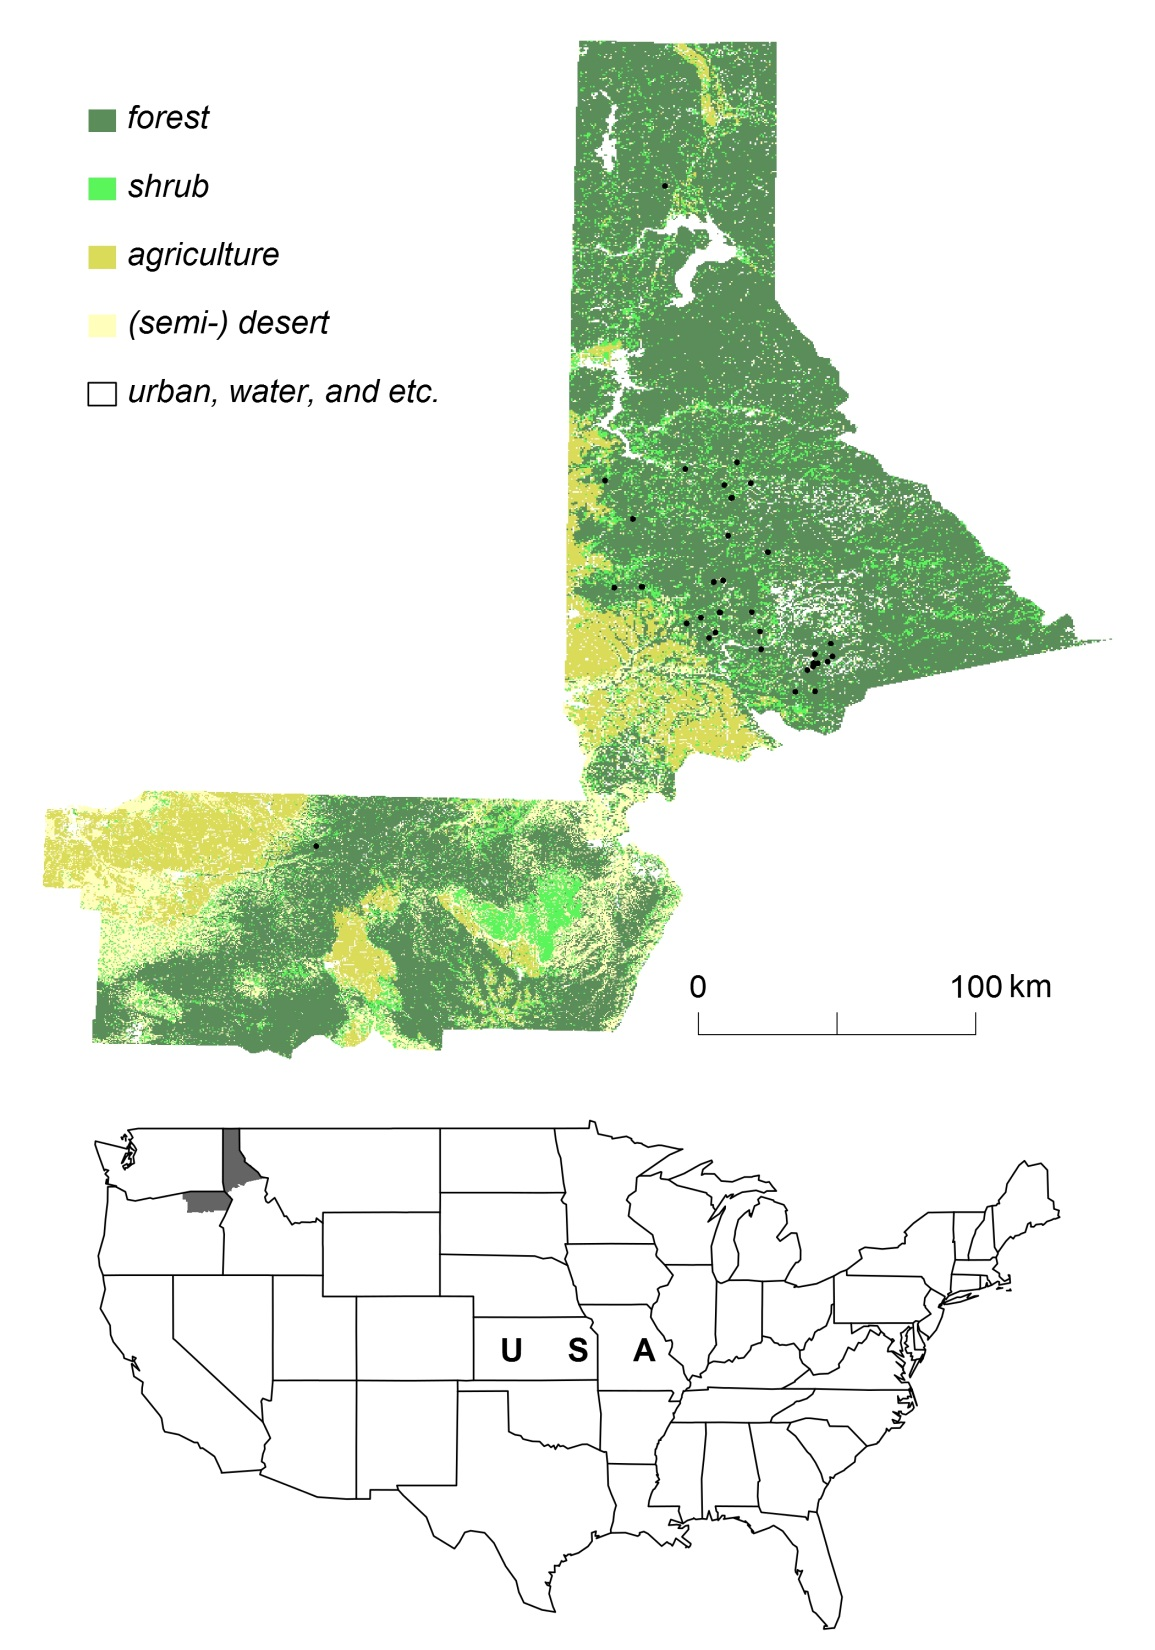 forest
shrub
agriculture
(semi-) desert
urban, water, and etc.
0 100 km
U S A